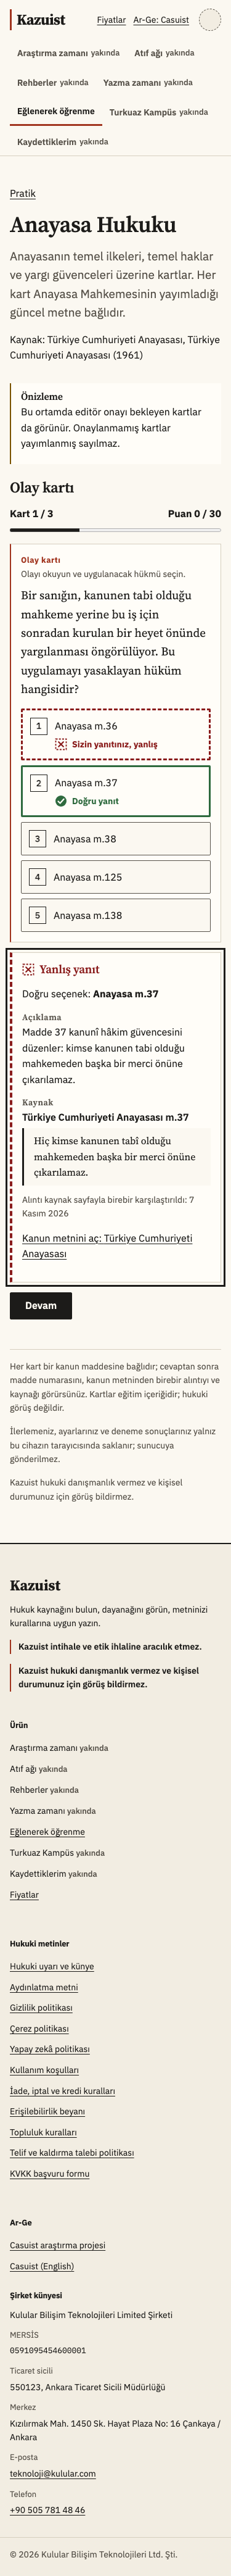 Kazuist
Fiyatlar Ar-Ge: Casuist
Araştırma zamanı yakında Atıf ağı yakında
Rehberler yakında Yazma zamanı yakında
Eğlenerek öğrenme Turkuaz Kampüs yakında
Kaydettiklerim yakında
Pratik
Anayasa Hukuku
Anayasanın temel ilkeleri, temel haklar
ve yargı güvenceleri üzerine kartlar. Her
kart Anayasa Mahkemesinin yayımladığı
güncel metne bağlıdır.
Kaynak: Türkiye Cumhuriyeti Anayasası, Türkiye
Cumhuriyeti Anayasası (1961)
Önizleme
Bu ortamda editör onayı bekleyen kartlar
da görünür. Onaylanmamış kartlar
yayımlanmış sayılmaz.
Olay kartı
Kart 1 / 3 Puan 0 / 30
Olay kartı
Olayı okuyun ve uygulanacak hükmü seçin.
Bir sanığın, kanunen tabi olduğu
mahkeme yerine bu iş için
sonradan kurulan bir heyet önünde
yargılanması öngörülüyor. Bu
uygulamayı yasaklayan hüküm
hangisidir?
1 Anayasa m.36
Sizin yanıtınız, yanlış
2 Anayasa m.37
Doğru yanıt
3 Anayasa m.38
4 Anayasa m.125
5 Anayasa m.138
Yanlış yanıt
Doğru seçenek: Anayasa m.37
Açıklama
Madde 37 kanunî hâkim güvencesini
düzenler: kimse kanunen tabi olduğu
mahkemeden başka bir merci önüne
çıkarılamaz.
Kaynak
Türkiye Cumhuriyeti Anayasası m.37
Hiç kimse kanunen tabî olduğu
mahkemeden başka bir merci önüne
çıkarılamaz.
Alıntı kaynak sayfayla birebir karşılaştırıldı: 7
Kasım 2026
Kanun metnini aç: Türkiye Cumhuriyeti
Anayasası
Devam
Her kart bir kanun maddesine bağlıdır; cevaptan sonra
madde numarasını, kanun metninden birebir alıntıyı ve
kaynağı görürsünüz. Kartlar eğitim içeriğidir; hukuki
görüş değildir.
İlerlemeniz, ayarlarınız ve deneme sonuçlarınız yalnız
bu cihazın tarayıcısında saklanır; sunucuya
gönderilmez.
Kazuist hukuki danışmanlık vermez ve kişisel
durumunuz için görüş bildirmez.
Kazuist
Hukuk kaynağını bulun, dayanağını görün, metninizi
kurallarına uygun yazın.
Kazuist intihale ve etik ihlaline aracılık etmez.
Kazuist hukuki danışmanlık vermez ve kişisel
durumunuz için görüş bildirmez.
Ürün
Araştırma zamanı yakında
Atıf ağı yakında
Rehberler yakında
Yazma zamanı yakında
Eğlenerek öğrenme
Turkuaz Kampüs yakında
Kaydettiklerim yakında
Fiyatlar
Hukuki metinler
Hukuki uyarı ve künye
Aydınlatma metni
Gizlilik politikası
Çerez politikası
Yapay zekâ politikası
Kullanım koşulları
İade, iptal ve kredi kuralları
Erişilebilirlik beyanı
Topluluk kuralları
Telif ve kaldırma talebi politikası
KVKK başvuru formu
Ar-Ge
Casuist araştırma projesi
Casuist (English)
Şirket künyesi
Kulular Bilişim Teknolojileri Limited Şirketi
MERSİS
0591095454600001
Ticaret sicili
550123, Ankara Ticaret Sicili Müdürlüğü
Merkez
Kızılırmak Mah. 1450 Sk. Hayat Plaza No: 16 Çankaya /
Ankara
E-posta
teknoloji@kulular.com
Telefon
+90 505 781 48 46
© 2026 Kulular Bilişim Teknolojileri Ltd. Şti.